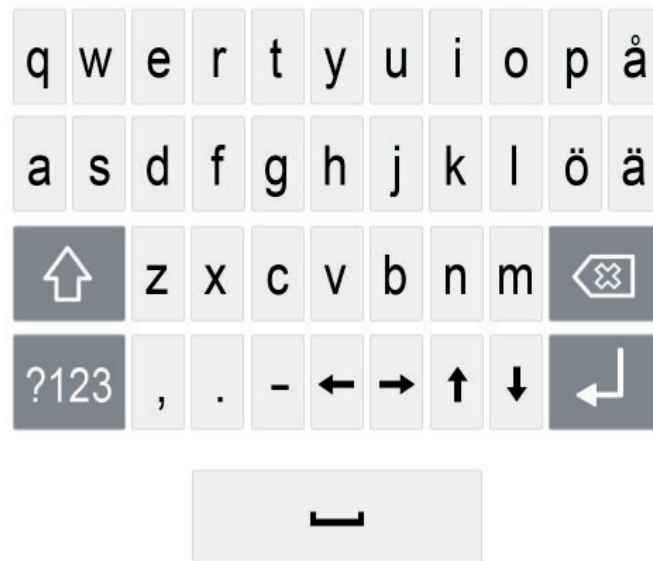 q w e r t y u i o p å
a s d f g h j k l ö ä
z x c v b n m
?123 , . - ← → ↑ ↓